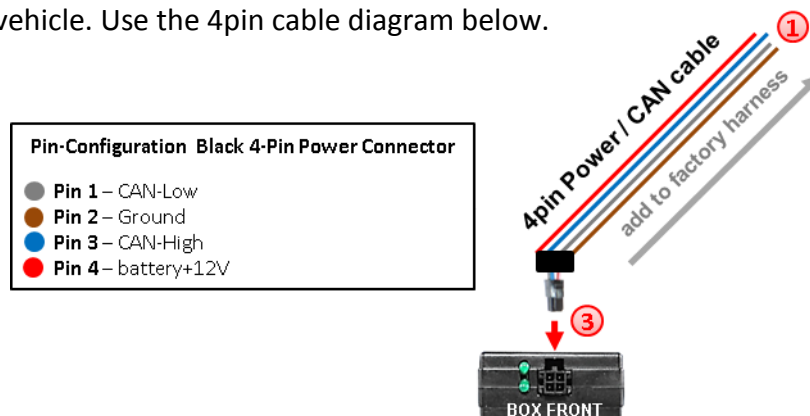 vehicle. Use the 4pin cable diagram below.
1
4pin Power / CAN cable
add to factory harness
Pin-Configuration Black 4-Pin Power Connector
Pin 1 – CAN-Low
Pin 2 – Ground
Pin 3 – CAN-High
Pin 4 – battery+12V
3
BOX FRONT